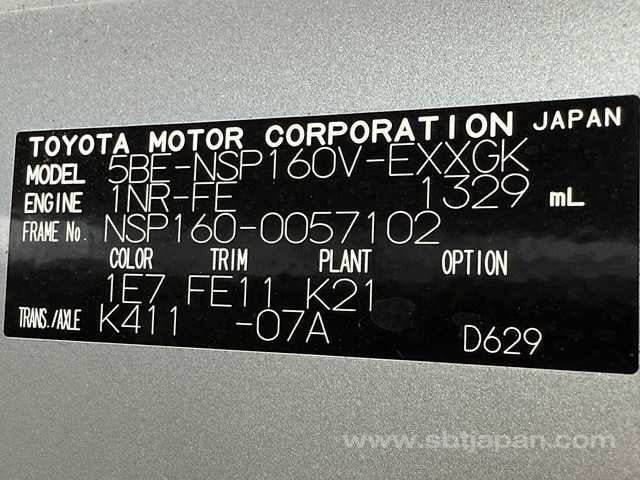 TOYOTA MOTOR CORPORATION JAPAN
MODEL 5BE-NSP160V-EXXGK
ENGINE 1NR-FE 1329 mL
FRAME No. NSP160-0057102
COLOR TRIM PLANT OPTION
1E7 FE11 K21
TRANS./AXLE K411 -07A
D629
www.sbtjapan.com